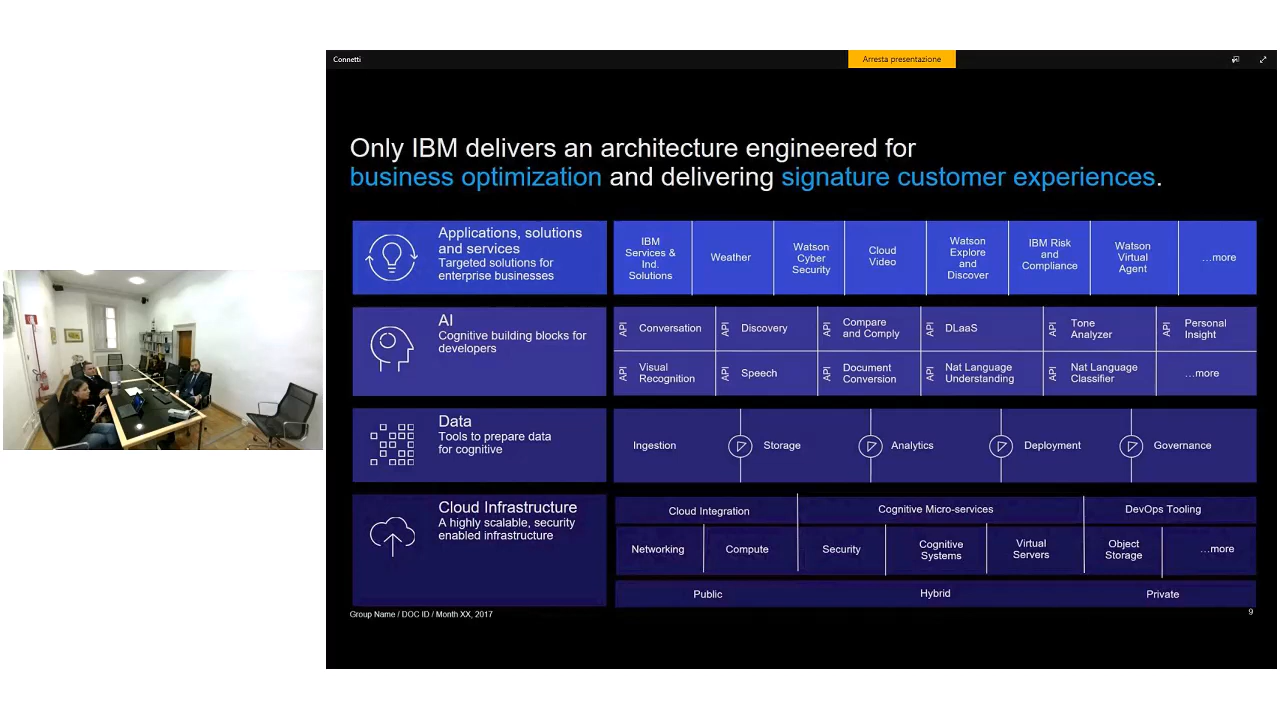 Connetti
Arresta presentazione
Only IBM delivers an architecture engineered for
business optimization and delivering signature customer experiences.
Applications, solutions
and services
Targeted solutions for
enterprise businesses
IBM
Services &
Ind.
Solutions
Weather
Watson
Cyber
Security
Cloud
Video
Watson
Explore
and
Discover
IBM Risk
and
Compliance
Watson
Virtual
Agent
...more
AI
Cognitive building blocks for
developers
API
Conversation
API
Discovery
API
Compare
and Comply
API
DLaaS
API
Tone
Analyzer
API
Personal
Insight
API
Visual
Recognition
API
Speech
API
Document
Conversion
API
Nat Language
Understanding
API
Nat Language
Classifier
...more
Data
Tools to prepare data
for cognitive
Ingestion
Storage
Analytics
Deployment
Governance
Cloud Infrastructure
A highly scalable, security
enabled infrastructure
Cloud Integration
Cognitive Micro-services
DevOps Tooling
Networking
Compute
Security
Cognitive
Systems
Virtual
Servers
Object
Storage
...more
Public
Hybrid
Private
Group Name / DOC ID / Month XX, 2017
9